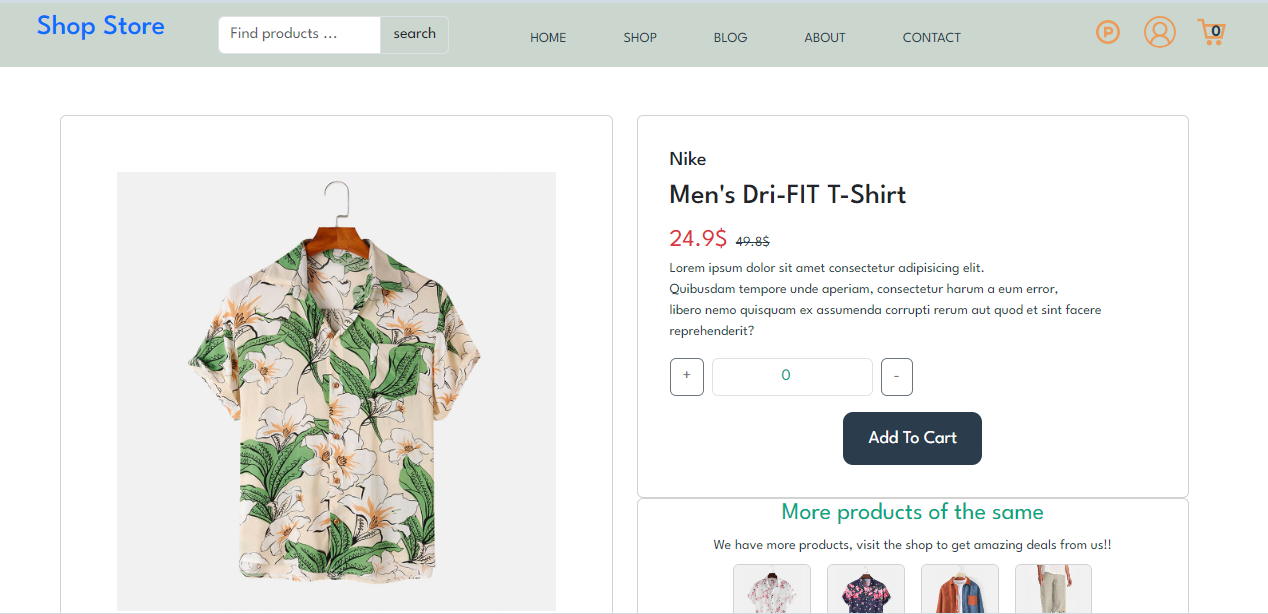 Shop Store
Find products ...
search
HOME
SHOP
BLOG
ABOUT
CONTACT
P
0
Nike
Men's Dri-FIT T-Shirt
24.9$ 49.8$
Lorem ipsum dolor sit amet consectetur adipisicing elit.
Quibusdam tempore unde aperiam, consectetur harum a eum error,
libero nemo quisquam ex assumenda corrupti rerum aut quod et sint facere
reprehenderit?
+ 0 -
Add To Cart
More products of the same
We have more products, visit the shop to get amazing deals from us!!